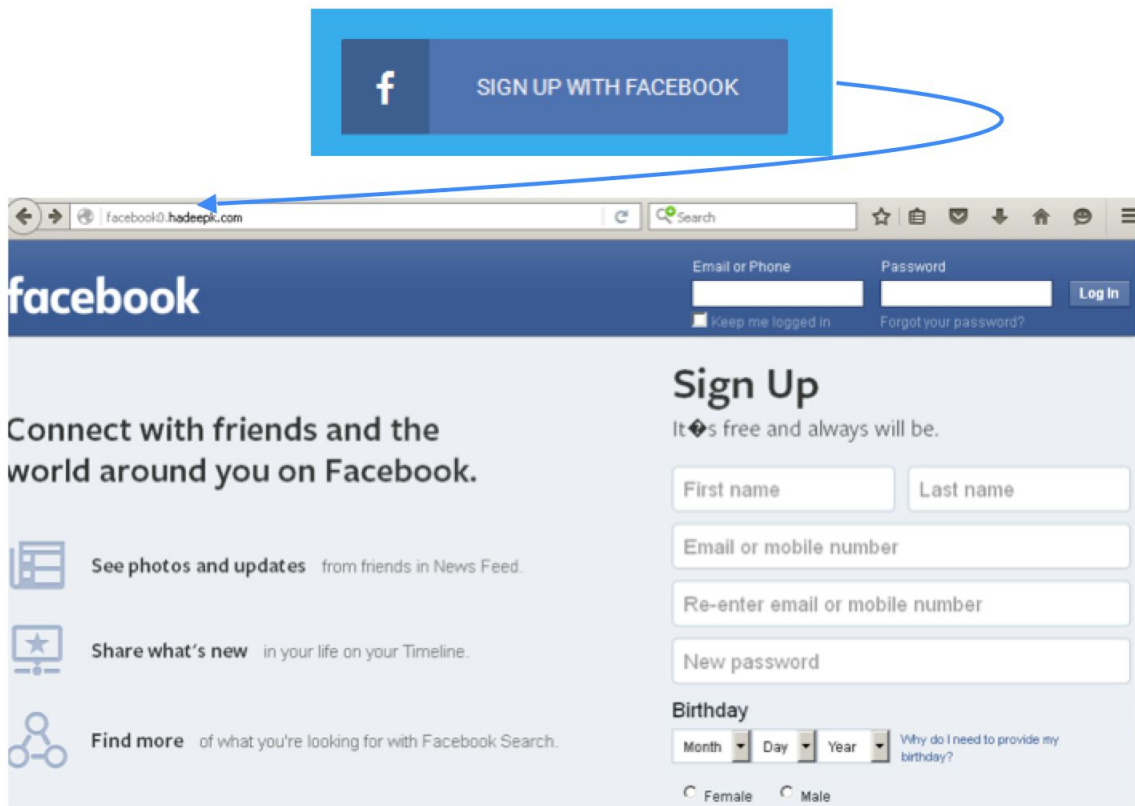 f SIGN UP WITH FACEBOOK
facebook0.hadeepk.com Search
Email or Phone Password
facebook Log In
Keep me logged in Forgot your password?
Sign Up
It�s free and always will be.
Connect with friends and the
world around you on Facebook.
First name Last name
Email or mobile number
See photos and updates from friends in News Feed.
Re-enter email or mobile number
Share what's new in your life on your Timeline.
New password
Birthday
Month Day Year Why do I need to provide my
birthday?
Find more of what you're looking for with Facebook Search.
Female Male